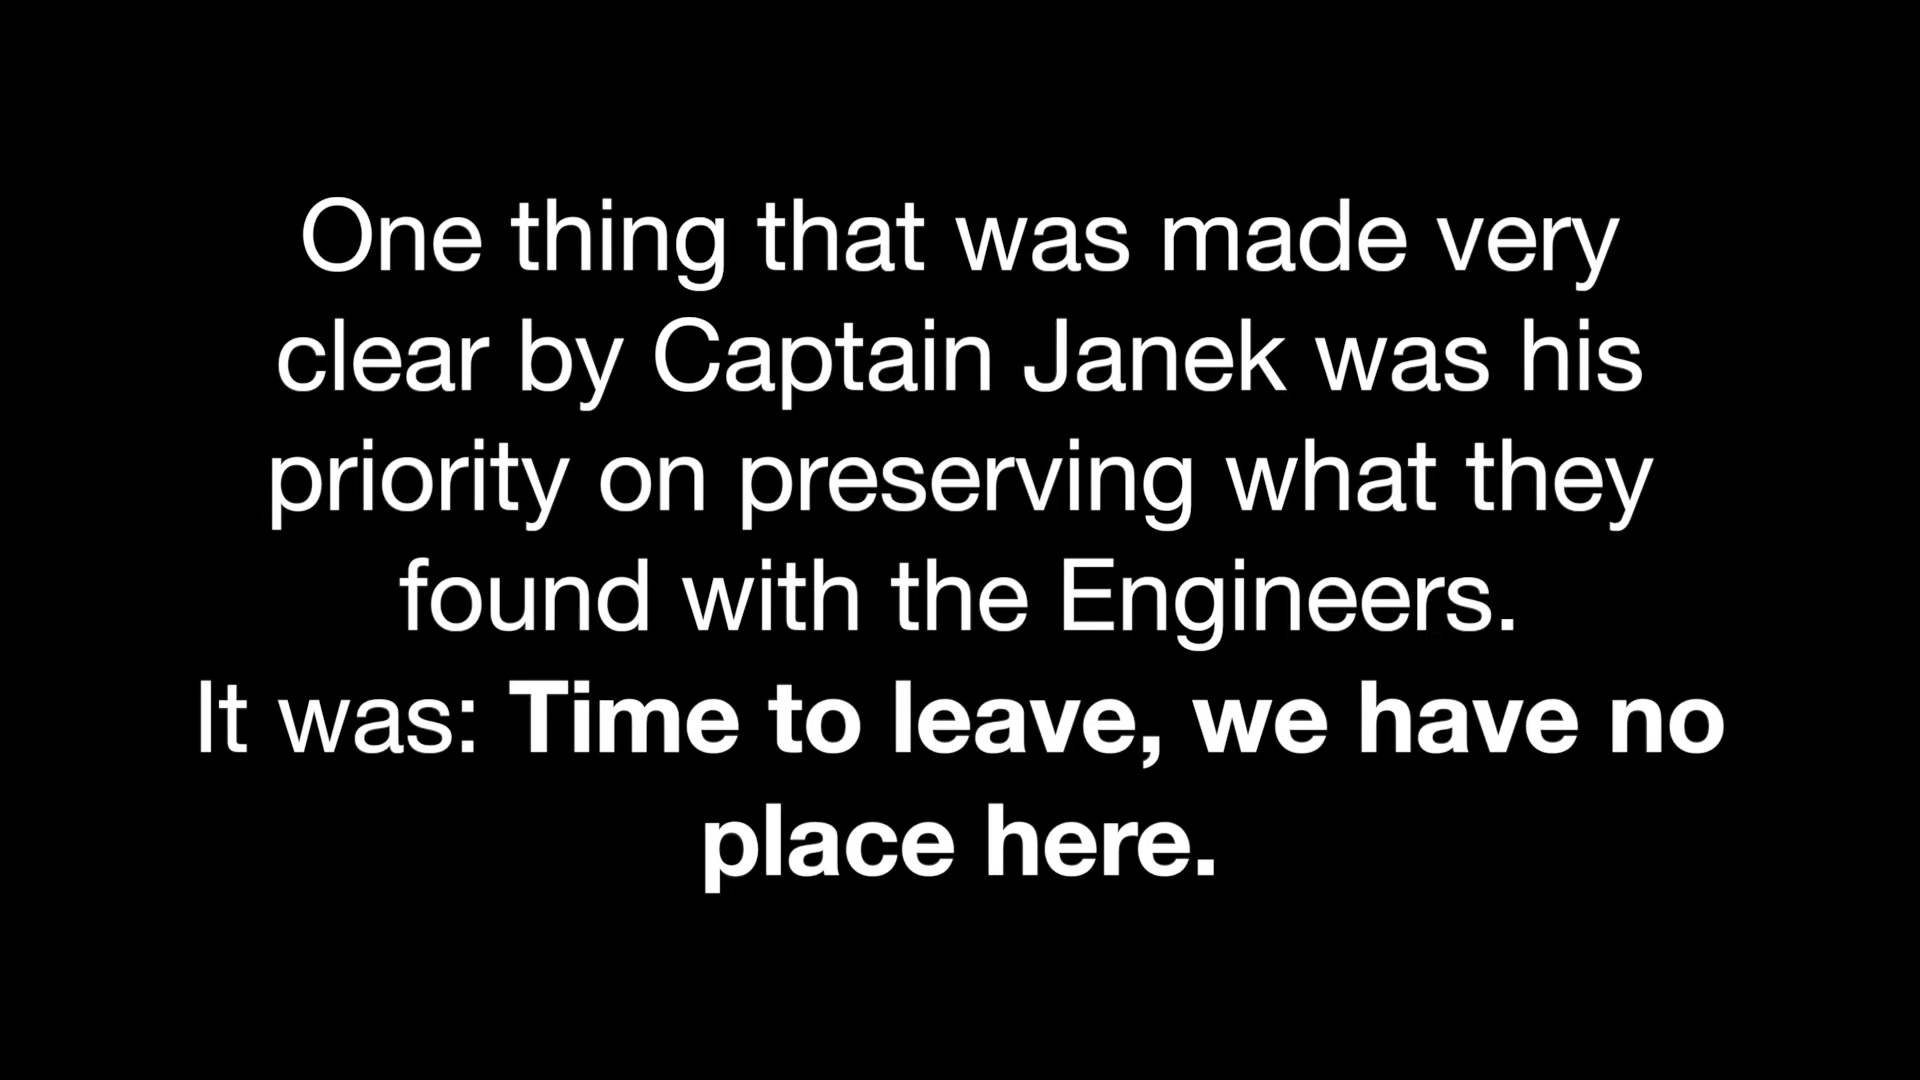 One thing that was made very
clear by Captain Janek was his
priority on preserving what they
found with the Engineers.
It was: Time to leave, we have no
place here.